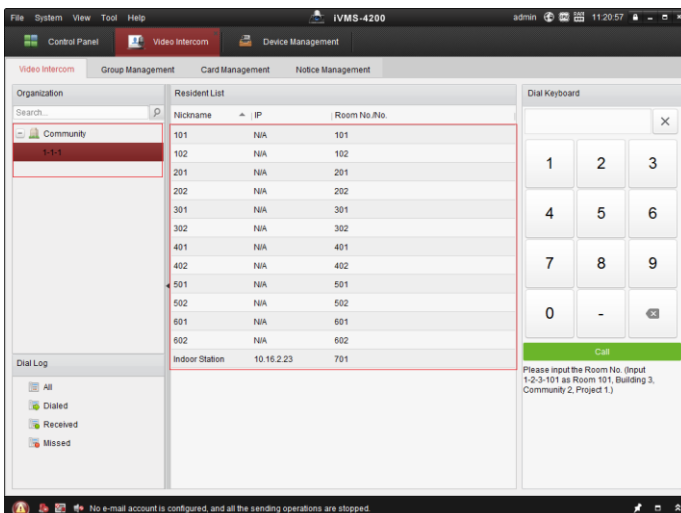 File System View Tool Help iVMS-4200 admin 11:20:57
Control Panel Video Intercom Device Management
Video Intercom Group Management Card Management Notice Management
Organization Resident List Dial Keyboard
Search...
Nickname IP Room No./No.
Community
1-1-1
101 N/A 101
102 N/A 102
201 N/A 201
202 N/A 202
301 N/A 301
302 N/A 302
401 N/A 401
402 N/A 402
501 N/A 501
502 N/A 502
601 N/A 601
602 N/A 602
Indoor Station 10.16.2.23 701
1 2 3
4 5 6
7 8 9
0 -
Call
Please input the Room No. (Input
1-2-3-101 as Room 101, Building 3,
Community 2, Project 1.)
Dial Log
All
Dialed
Received
Missed
No e-mail account is configured, and all the sending operations are stopped.